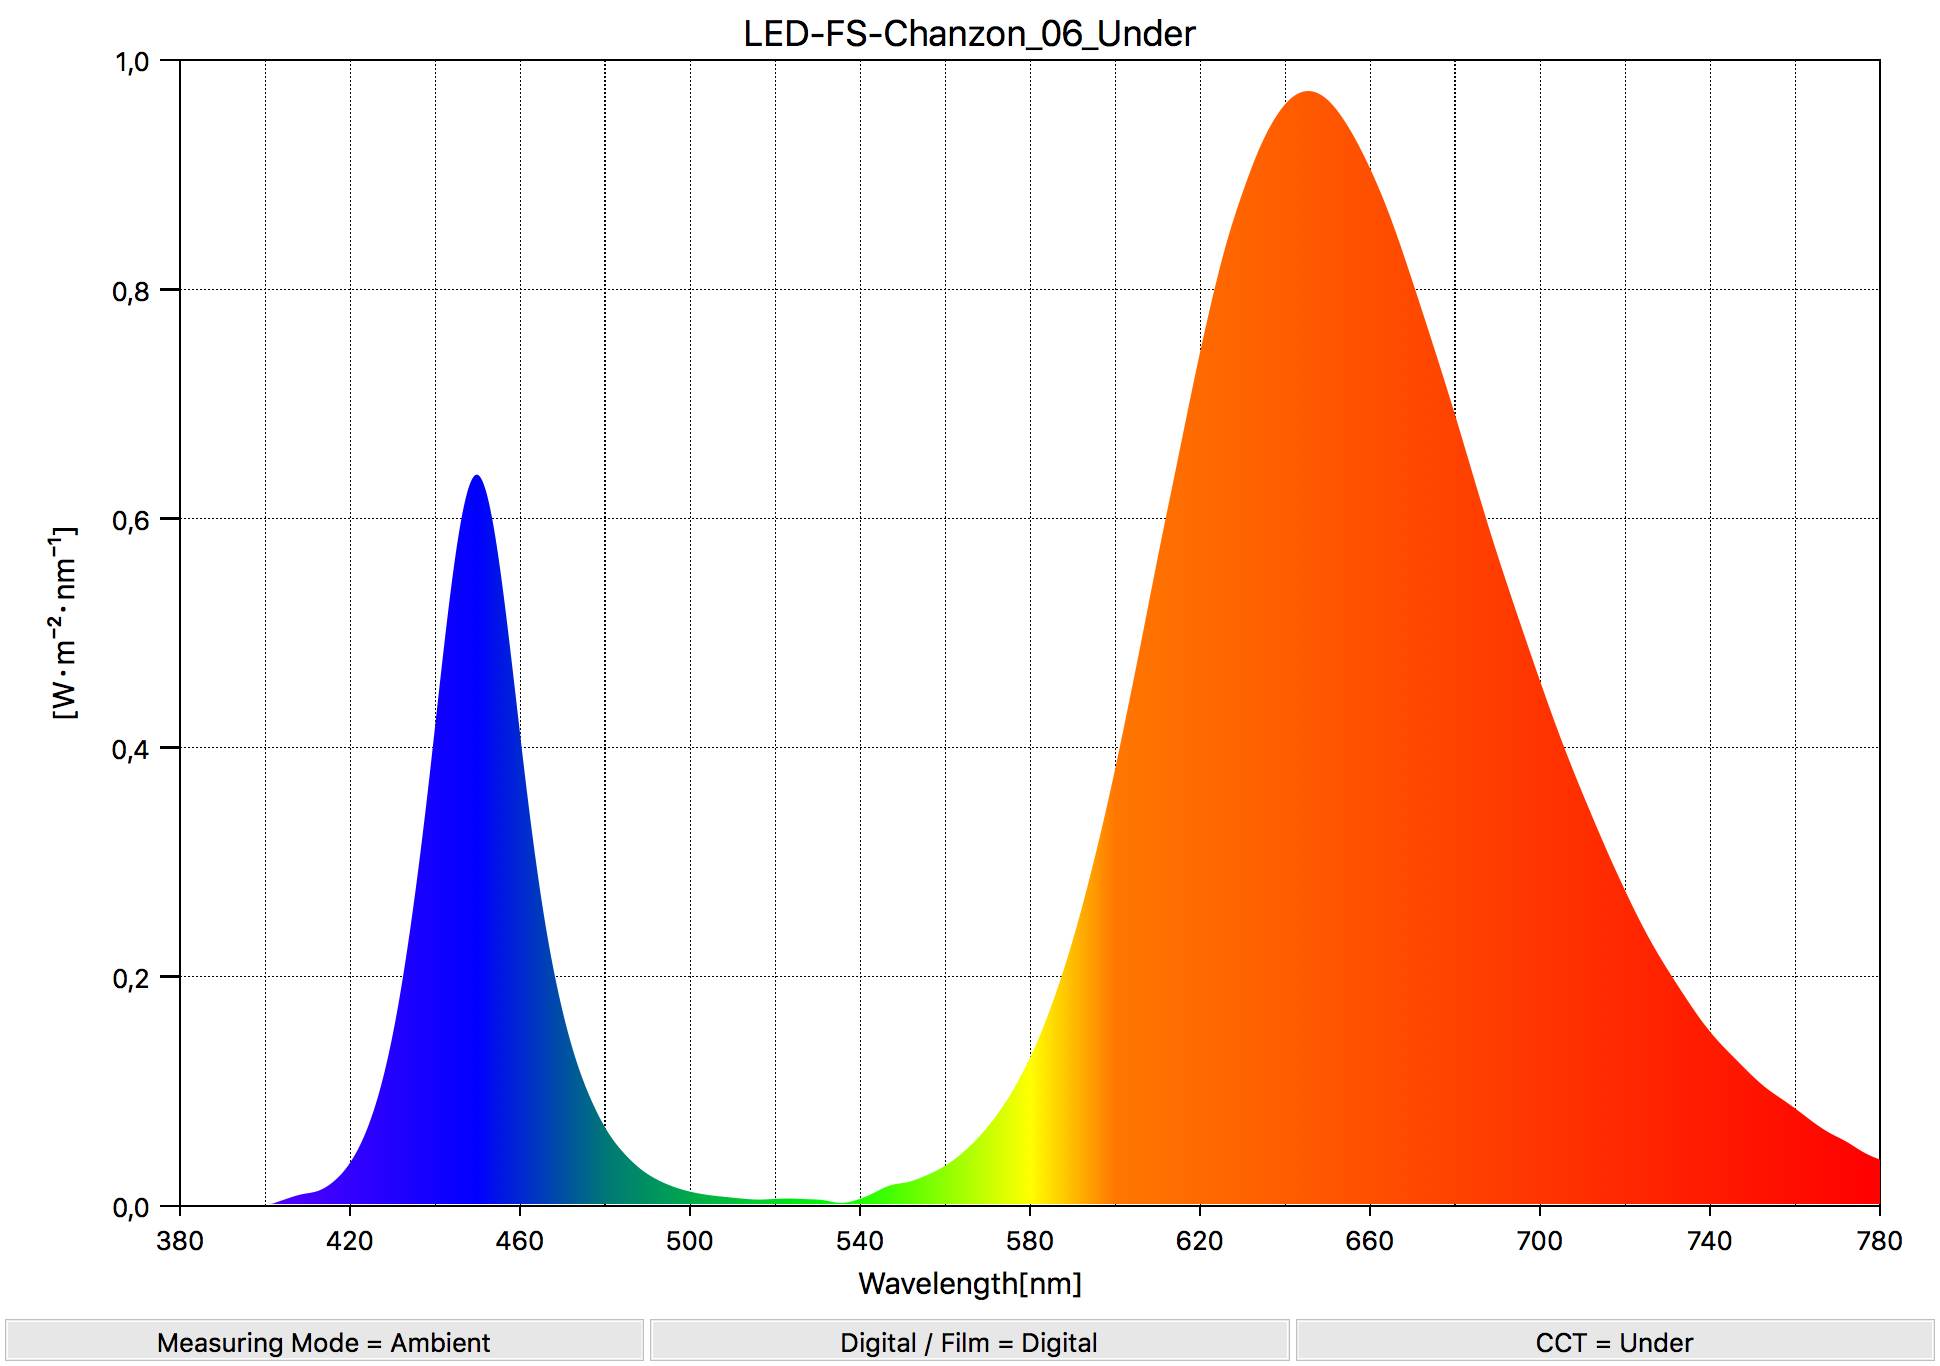 LED-FS-Chanzon_06_Under
1,0
0,8
0,6
0,4
0,2
0,0
[W·m⁻²·nm⁻¹]
380 420 460 500 540 580 620 660 700 740 780
Wavelength[nm]
Measuring Mode = Ambient
Digital / Film = Digital
CCT = Under